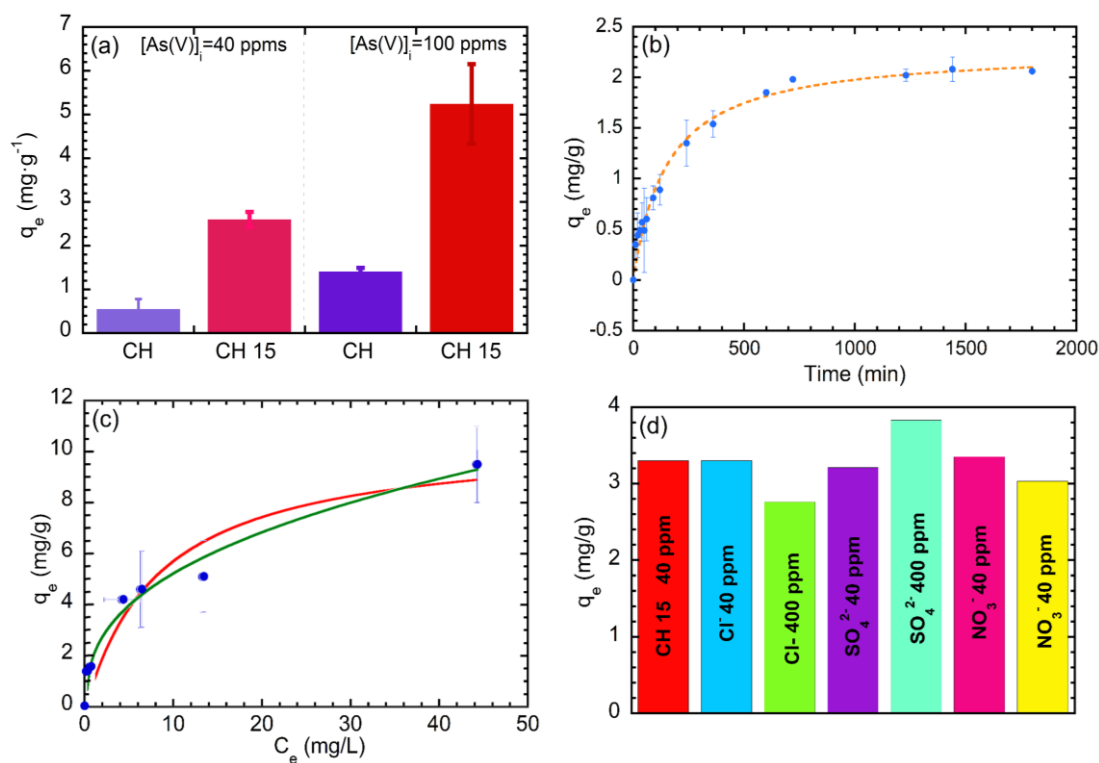 (a)
[As(V)]i=40 ppms
[As(V)]i=100 ppms
7
6
5
4
3
2
1
0
qe (mg·g-1)
CH
CH 15
CH
CH 15
(b)
2.5
2
1.5
1
0.5
0
-0.5
qe (mg/g)
0
500
1000
1500
2000
Time (min)
(c)
12
10
8
6
4
2
0
qe (mg/g)
0
10
20
30
40
50
Ce (mg/L)
(d)
4
3
2
1
0
qe (mg/g)
CH 15 40 ppm
Cl- 40 ppm
Cl- 400 ppm
SO42- 40 ppm
SO42- 400 ppm
NO3- 40 ppm
NO3- 40 ppm